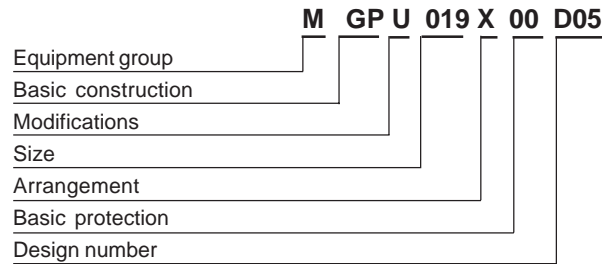 M GP U 019 X 00 D05
Equipment group
Basic construction
Modifications
Size
Arrangement
Basic protection
Design number